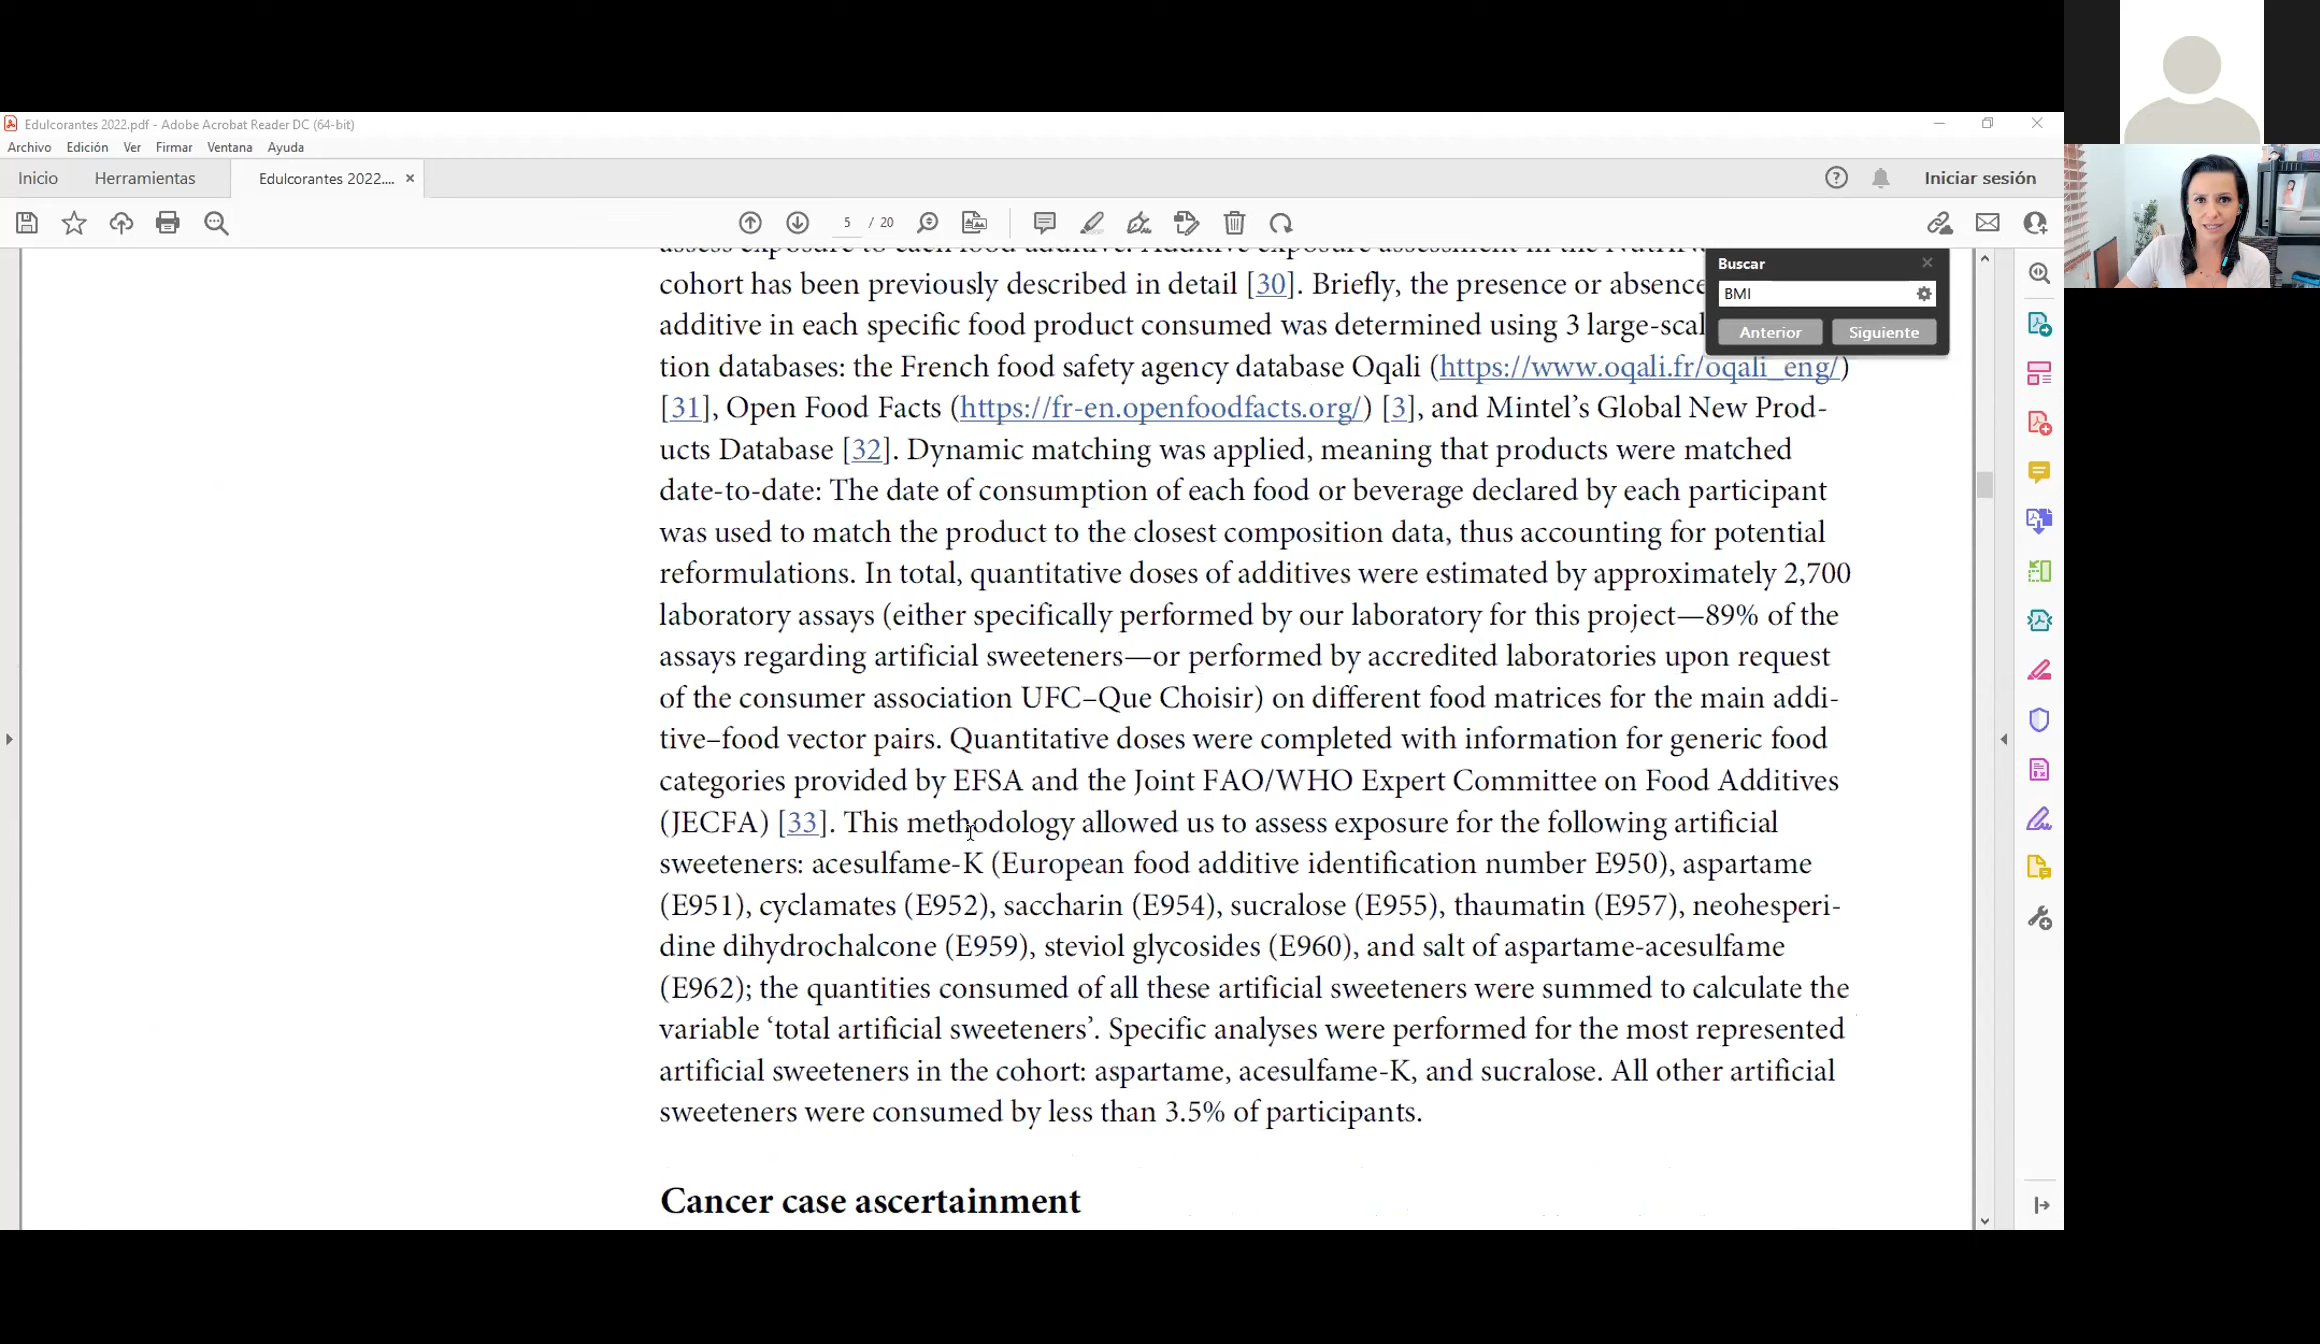 Edulcorantes 2022.pdf - Adobe Acrobat Reader DC (64-bit)
Archivo Edición Ver Firmar Ventana Ayuda
Inicio Herramientas Edulcorantes 2022.... × Iniciar sesión
5 / 20
assess exposure to each food additive. Additive exposure assessment in the
cohort has been previously described in detail [30]. Briefly, the presence or absence
additive in each specific food product consumed was determined using 3 large-scal
tion databases: the French food safety agency database Oqali (https://www.oqali.fr/oqali_eng/)
[31], Open Food Facts (https://fr-en.openfoodfacts.org/) [3], and Mintel’s Global New Prod-
ucts Database [32]. Dynamic matching was applied, meaning that products were matched
date-to-date: The date of consumption of each food or beverage declared by each participant
was used to match the product to the closest composition data, thus accounting for potential
reformulations. In total, quantitative doses of additives were estimated by approximately 2,700
laboratory assays (either specifically performed by our laboratory for this project—89% of the
assays regarding artificial sweeteners—or performed by accredited laboratories upon request
of the consumer association UFC–Que Choisir) on different food matrices for the main addi-
tive–food vector pairs. Quantitative doses were completed with information for generic food
categories provided by EFSA and the Joint FAO/WHO Expert Committee on Food Additives
(JECFA) [33]. This methodology allowed us to assess exposure for the following artificial
sweeteners: acesulfame-K (European food additive identification number E950), aspartame
(E951), cyclamates (E952), saccharin (E954), sucralose (E955), thaumatin (E957), neohesperi-
dine dihydrochalcone (E959), steviol glycosides (E960), and salt of aspartame-acesulfame
(E962); the quantities consumed of all these artificial sweeteners were summed to calculate the
variable ‘total artificial sweeteners’. Specific analyses were performed for the most represented
artificial sweeteners in the cohort: aspartame, acesulfame-K, and sucralose. All other artificial
sweeteners were consumed by less than 3.5% of participants.
Cancer case ascertainment
Buscar
BMI
Anterior Siguiente